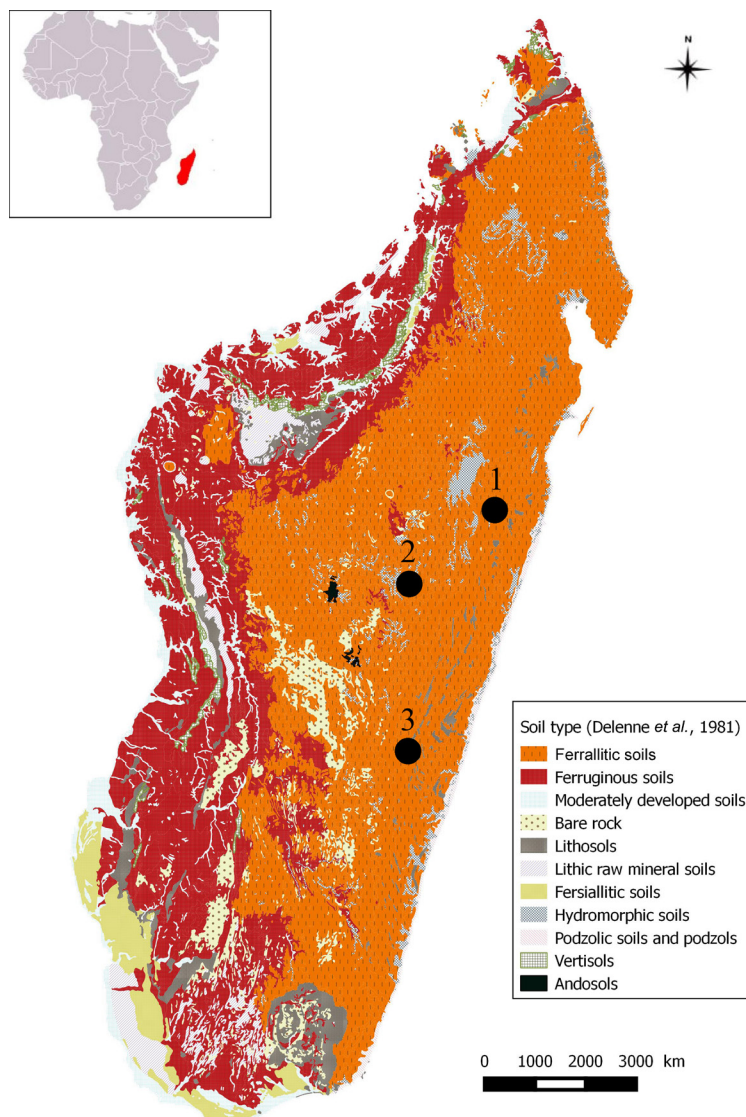 N
1
2
3
Soil type (Delenne et al., 1981)
Ferrallitic soils
Ferruginous soils
Moderately developed soils
Bare rock
Lithosols
Lithic raw mineral soils
Fersiallitic soils
Hydromorphic soils
Podzolic soils and podzols
Vertisols
Andosols
0 1000 2000 3000 km